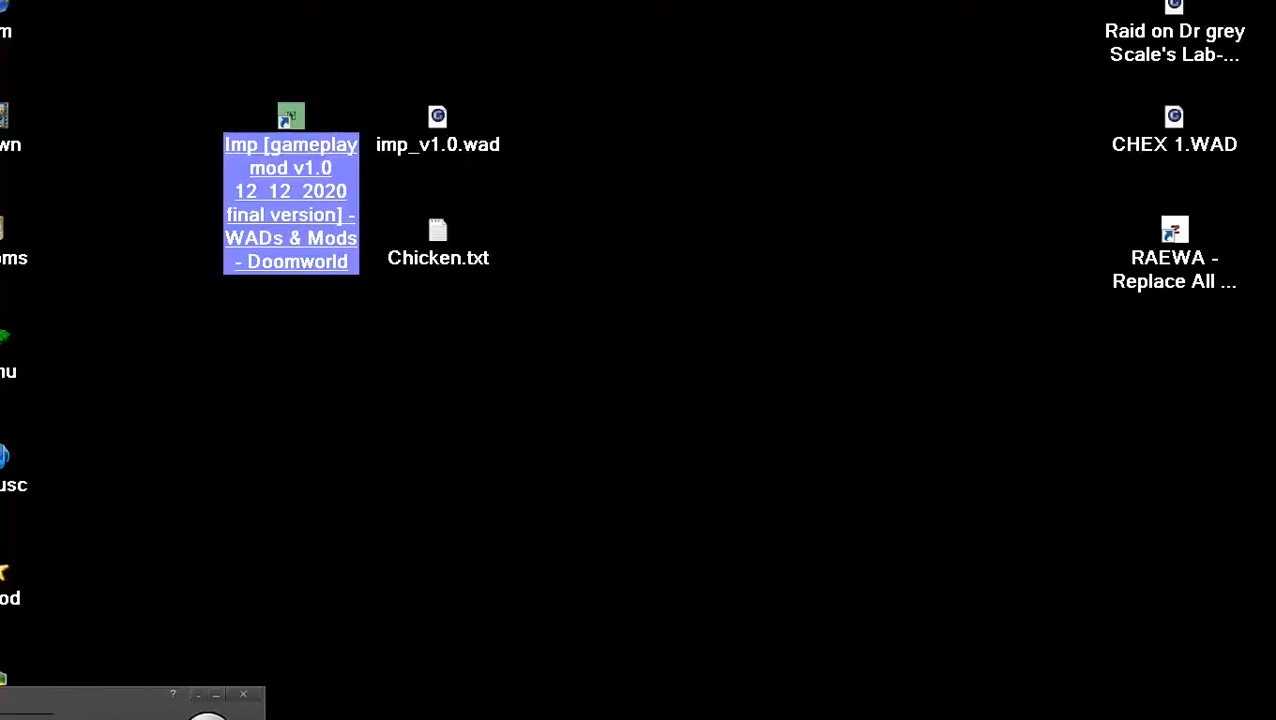 m
Raid on Dr grey
Scale's Lab-...
wn
Imp [gameplay
mod v1.0
12_12_2020
final version] -
WADs & Mods
- Doomworld
imp_v1.0.wad
CHEX 1.WAD
oms
Chicken.txt
RAEWA -
Replace All ...
nu
usc
od
?